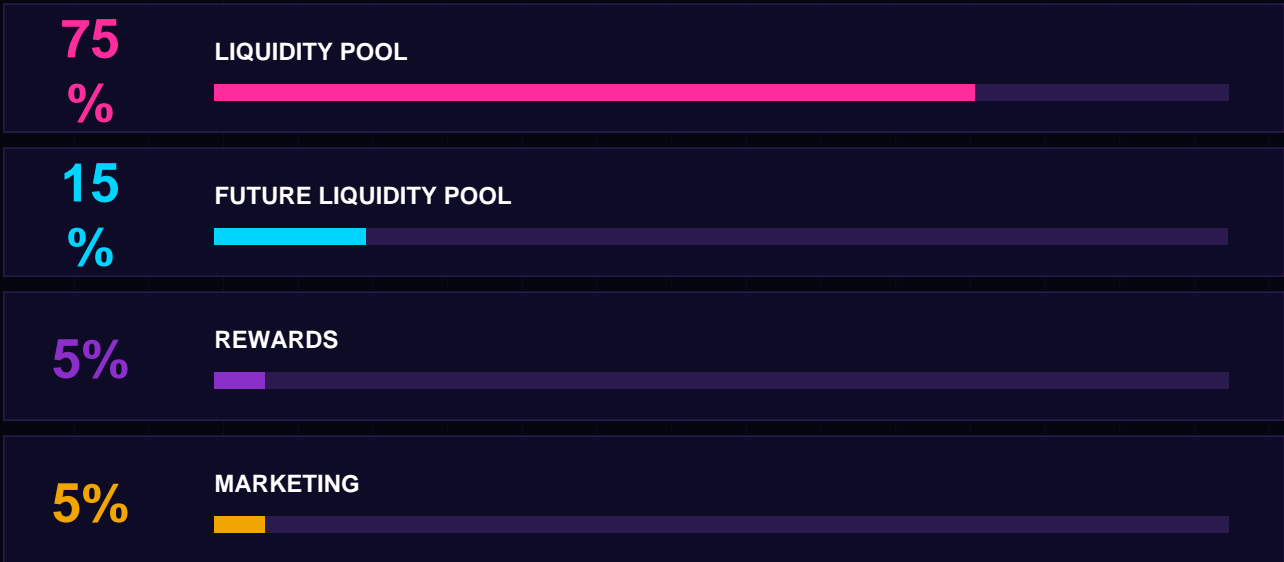 75
%
LIQUIDITY POOL
15
%
FUTURE LIQUIDITY POOL
5%
REWARDS
5%
MARKETING